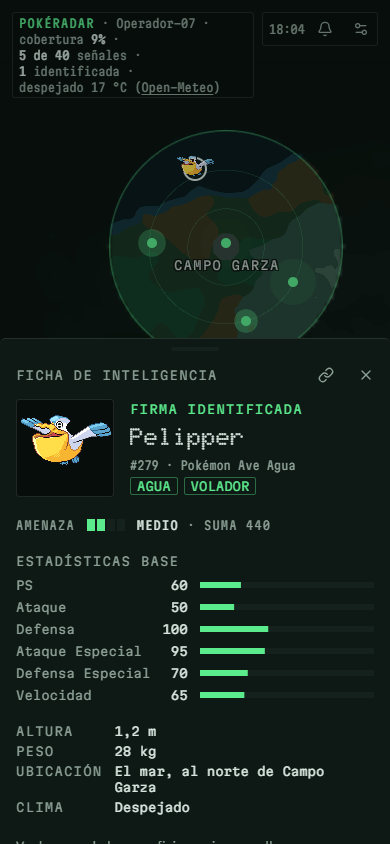 POKÉRADAR · Operador-07 ·
cobertura 9% ·
5 de 40 señales ·
1 identificada ·
despejado 17 °C (Open-Meteo)
18:04
CAMPO GARZA
FICHA DE INTELIGENCIA
FIRMA IDENTIFICADA
Pelipper
#279 · Pokémon Ave Agua
AGUA VOLADOR
AMENAZA MEDIO · SUMA 440
ESTADÍSTICAS BASE
PS 60
Ataque 50
Defensa 100
Ataque Especial 95
Defensa Especial 70
Velocidad 65
ALTURA 1,2 m
PESO 28 kg
UBICACIÓN El mar, al norte de Campo
Garza
CLIMA Despejado